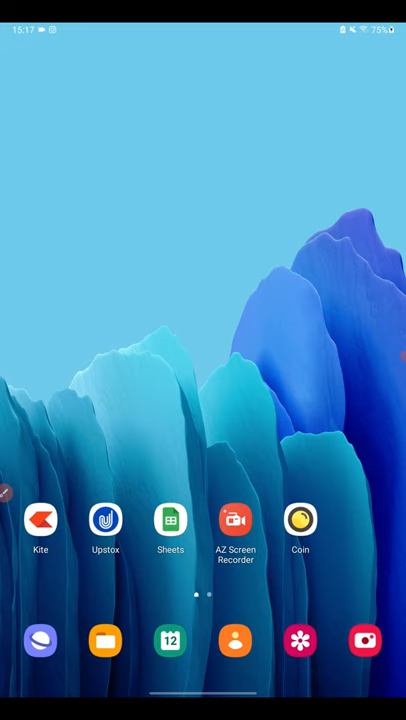 15:17
75%
Kite
Upstox
Sheets
AZ Screen
Recorder
Coin
12